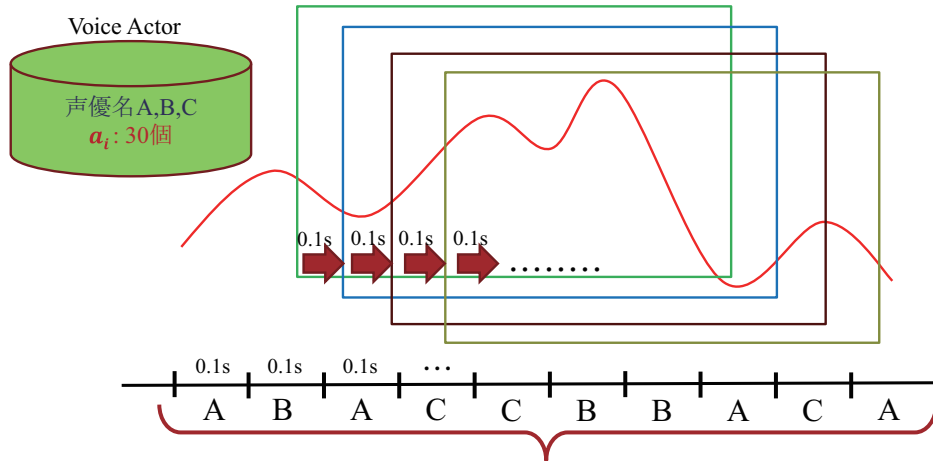 Voice Actor
声優名A,B,C
a_i : 30個
0.1s 0.1s 0.1s 0.1s
........
0.1s 0.1s 0.1s ...
A B A C C B B A C A